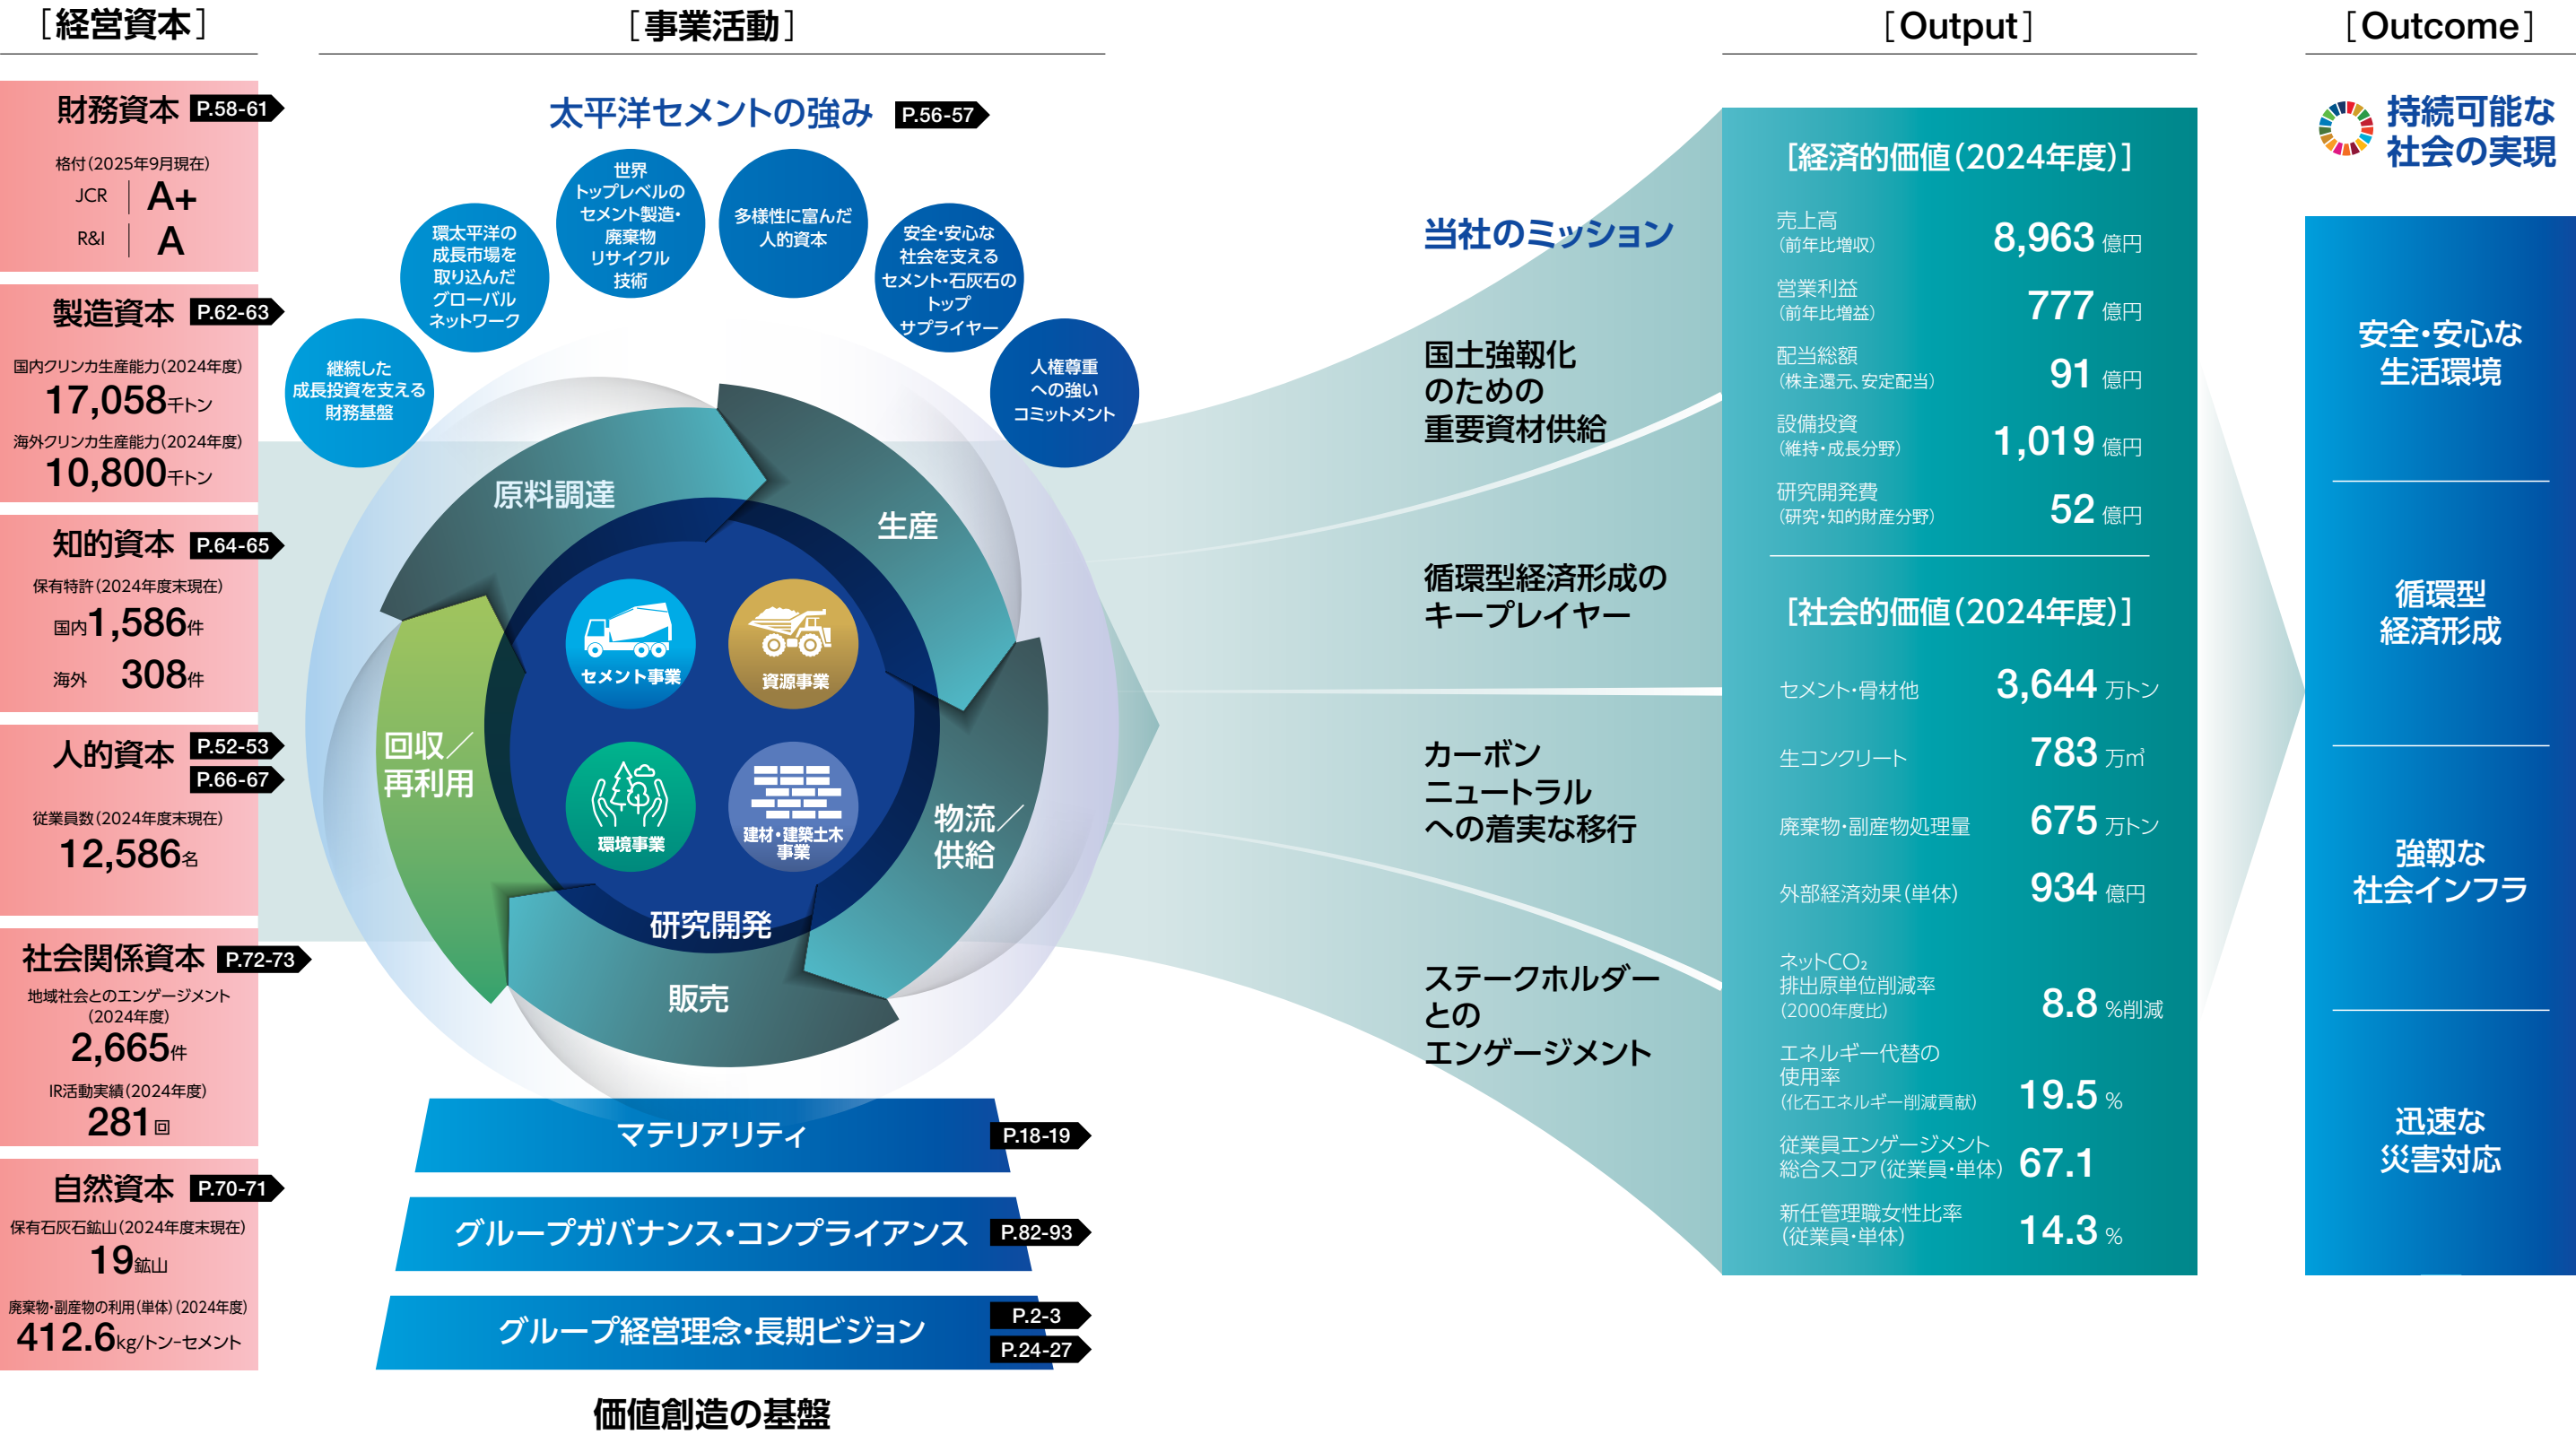 ［経営資本］
財務資本 P.58-61
格付（2025年9月現在）
JCR A+
R&I A
製造資本 P.62-63
国内クリンカ生産能力（2024年度）
17,058千トン
海外クリンカ生産能力（2024年度）
10,800千トン
知的資本 P.64-65
保有特許（2024年度末現在）
国内1,586件
海外 308件
人的資本 P.52-53
P.66-67
従業員数（2024年度末現在）
12,586名
社会関係資本 P.72-73
地域社会とのエンゲージメント
（2024年度）
2,665件
IR活動実績（2024年度）
281回
自然資本 P.70-71
保有石灰石鉱山（2024年度末現在）
19鉱山
廃棄物・副産物の利用（単体）（2024年度）
412.6kg/トン-セメント
［事業活動］
太平洋セメントの強み P.56-57
継続した
成長投資を支える
財務基盤
環太平洋の
成長市場を
取り込んだ
グローバル
ネットワーク
世界
トップレベルの
セメント製造・
廃棄物
リサイクル
技術
多様性に富んだ
人的資本
安全・安心な
社会を支える
セメント・石灰石の
トップ
サプライヤー
人権尊重
への強い
コミットメント
原料調達
生産
物流／
供給
販売
回収／
再利用
セメント事業
資源事業
環境事業
建材・建築土木
事業
研究開発
マテリアリティ P.18-19
グループガバナンス・コンプライアンス P.82-93
グループ経営理念・長期ビジョン P.2-3
P.24-27
価値創造の基盤
当社のミッション
国土強靱化
のための
重要資材供給
循環型経済形成の
キープレイヤー
カーボン
ニュートラル
への着実な移行
ステークホルダー
との
エンゲージメント
［Output］
［経済的価値（2024年度）］
売上高
（前年比増収） 8,963 億円
営業利益
（前年比増益） 777 億円
配当総額
（株主還元、安定配当） 91 億円
設備投資
（維持・成長分野） 1,019 億円
研究開発費
（研究・知的財産分野） 52 億円
［社会的価値（2024年度）］
セメント・骨材他 3,644 万トン
生コンクリート 783 万㎥
廃棄物・副産物処理量 675 万トン
外部経済効果（単体） 934 億円
ネットCO₂
排出原単位削減率
（2000年度比） 8.8 %削減
エネルギー代替の
使用率
（化石エネルギー削減貢献） 19.5 %
従業員エンゲージメント
総合スコア（従業員・単体） 67.1
新任管理職女性比率
（従業員・単体） 14.3 %
［Outcome］
持続可能な
社会の実現
安全・安心な
生活環境
循環型
経済形成
強靱な
社会インフラ
迅速な
災害対応